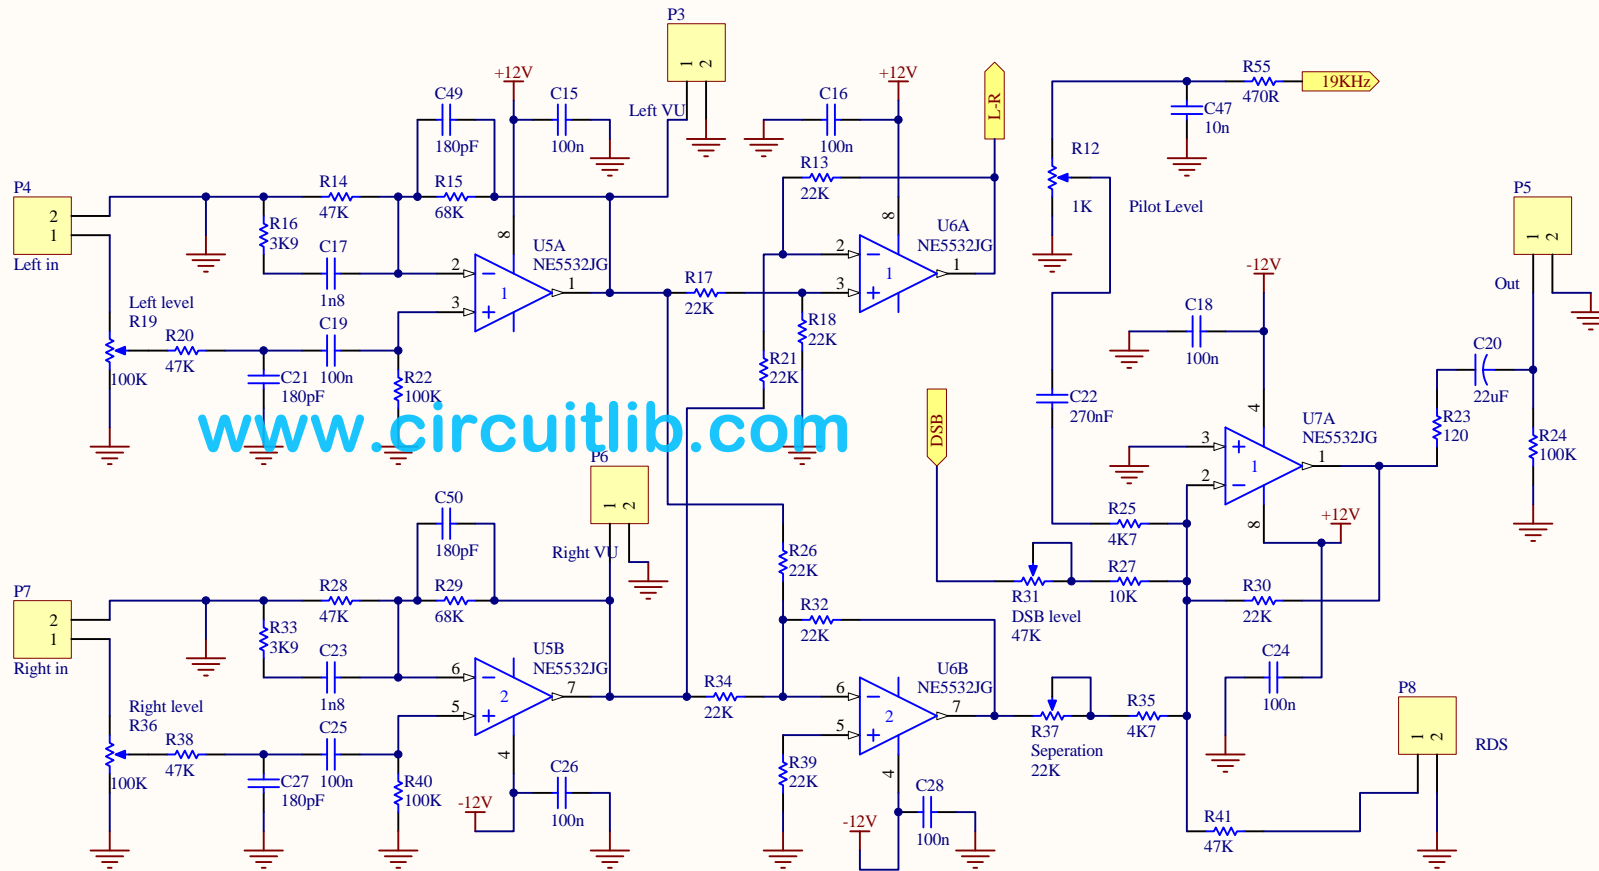 P3
1
2
Left VU
+12V
C49
180pF
C15
100n
P4
2
1
Left in
R14
47K
R15
68K
R16
3K9
C17
1n8
Left level
R19
100K
R20
47K
C19
100n
C21
180pF
R22
100K
8
2
3
1
1
U5A
NE5532JG
+12V
C16
100n
R13
22K
L-R
8
U6A
NE5532JG
2
3
1
1
R17
22K
R18
22K
R21
22K
R55
470R
19KHz
C47
10n
R12
1K
Pilot Level
P5
1
2
Out
-12V
C18
100n
C20
22uF
C22
270nF
DSB
4
U7A
NE5532JG
3
2
1
1
8
R23
120
R24
100K
www.circuitlib.com
P6
1
2
Right VU
+12V
R25
4K7
C50
180pF
R26
22K
R31
DSB level
47K
R27
10K
R30
22K
P7
2
1
Right in
R28
47K
R29
68K
R32
22K
R33
3K9
C23
1n8
U5B
NE5532JG
6
5
2
7
4
R34
22K
U6B
NE5532JG
6
5
2
7
4
C24
100n
P8
1
2
RDS
Right level
R36
100K
R38
47K
C25
100n
C27
180pF
R40
100K
-12V
C26
100n
R39
22K
R37
Seperation
22K
R35
4K7
-12V
C28
100n
R41
47K